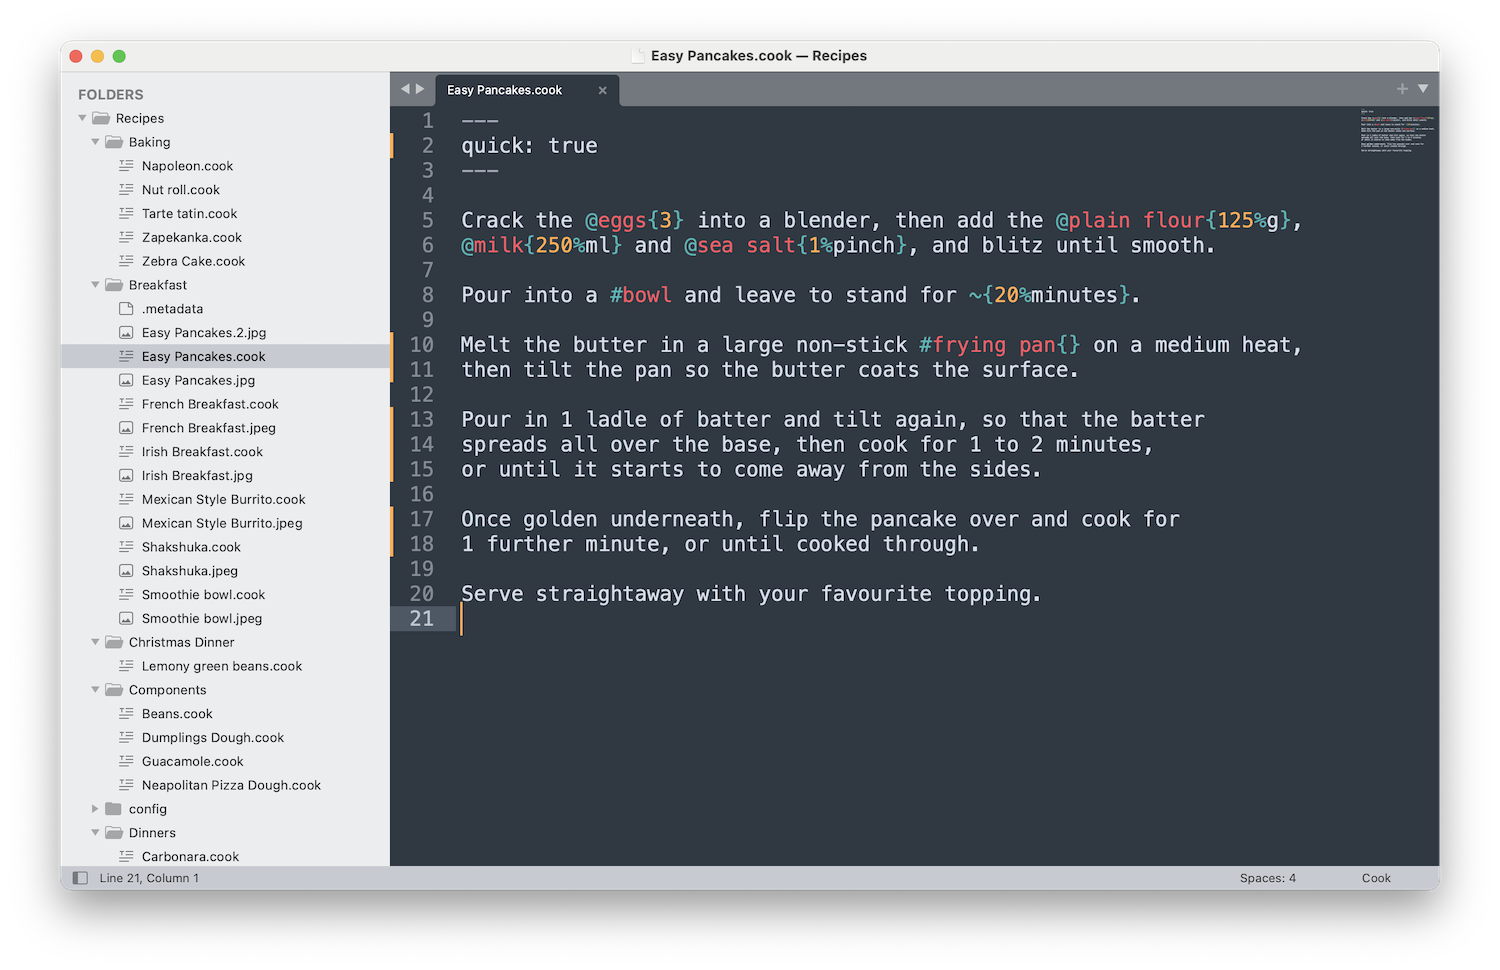 Easy Pancakes.cook — Recipes
FOLDERS
Recipes
Baking
Napoleon.cook
Nut roll.cook
Tarte tatin.cook
Zapekanka.cook
Zebra Cake.cook
Breakfast
.metadata
Easy Pancakes.2.jpg
Easy Pancakes.cook
Easy Pancakes.jpg
French Breakfast.cook
French Breakfast.jpeg
Irish Breakfast.cook
Irish Breakfast.jpg
Mexican Style Burrito.cook
Mexican Style Burrito.jpeg
Shakshuka.cook
Shakshuka.jpeg
Smoothie bowl.cook
Smoothie bowl.jpeg
Christmas Dinner
Lemony green beans.cook
Components
Beans.cook
Dumplings Dough.cook
Guacamole.cook
Neapolitan Pizza Dough.cook
config
Dinners
Carbonara.cook
Easy Pancakes.cook
1 ---
2 quick: true
3 ---
4
5 Crack the @eggs{3} into a blender, then add the @plain flour{125%g},
6 @milk{250%ml} and @sea salt{1%pinch}, and blitz until smooth.
7
8 Pour into a #bowl and leave to stand for ~{20%minutes}.
9
10 Melt the butter in a large non-stick #frying pan{} on a medium heat,
11 then tilt the pan so the butter coats the surface.
12
13 Pour in 1 ladle of batter and tilt again, so that the batter
14 spreads all over the base, then cook for 1 to 2 minutes,
15 or until it starts to come away from the sides.
16
17 Once golden underneath, flip the pancake over and cook for
18 1 further minute, or until cooked through.
19
20 Serve straightaway with your favourite topping.
21
Line 21, Column 1
Spaces: 4
Cook